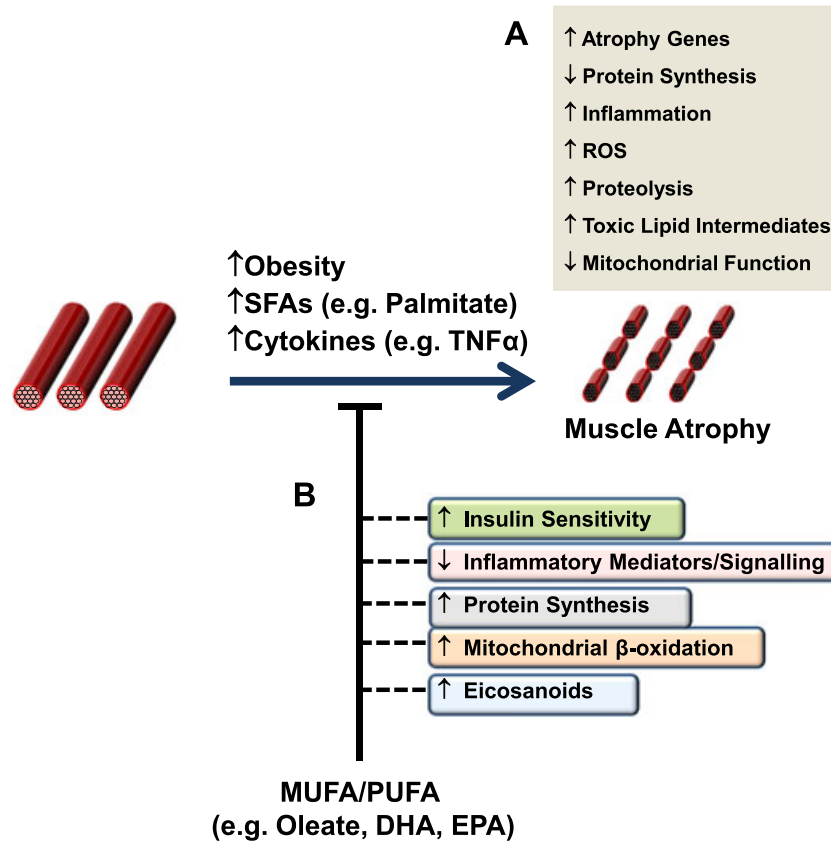 A
↑ Atrophy Genes
↓ Protein Synthesis
↑ Inflammation
↑ ROS
↑ Proteolysis
↑ Toxic Lipid Intermediates
↓ Mitochondrial Function
↑Obesity
↑SFAs (e.g. Palmitate)
↑Cytokines (e.g. TNFα)
Muscle Atrophy
B
↑ Insulin Sensitivity
↓ Inflammatory Mediators/Signalling
↑ Protein Synthesis
↑ Mitochondrial β-oxidation
↑ Eicosanoids
MUFA/PUFA
(e.g. Oleate, DHA, EPA)